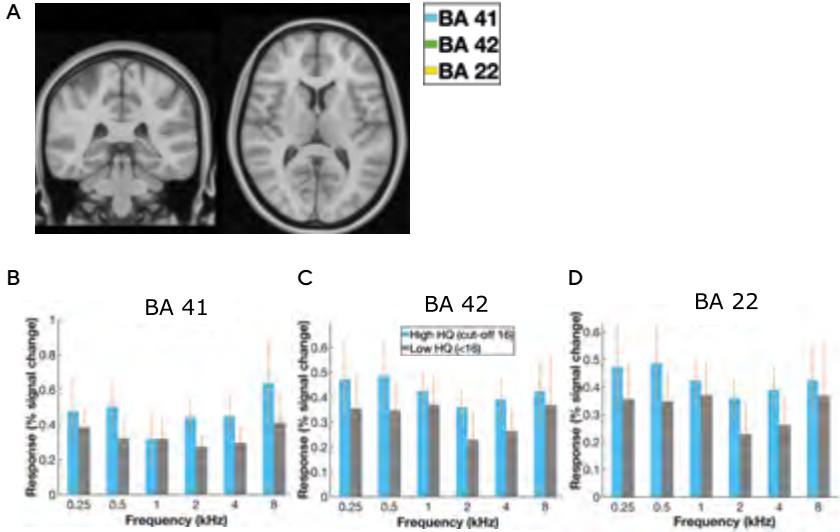 A
BA 41
BA 42
BA 22
B
BA 41
Response (% signal change)
1
0.8
0.6
0.4
0.2
0
0.25 0.5 1 2 4 8
Frequency (kHz)
C
BA 42
High HQ (cut-off 16)
Low HQ (<16)
Response (% signal change)
0.6
0.5
0.4
0.3
0.2
0.1
0
0.25 0.5 1 2 4 8
Frequency (kHz)
D
BA 22
Response (% signal change)
0.6
0.5
0.4
0.3
0.2
0.1
0
0.25 0.5 1 2 4 8
Frequency (kHz)